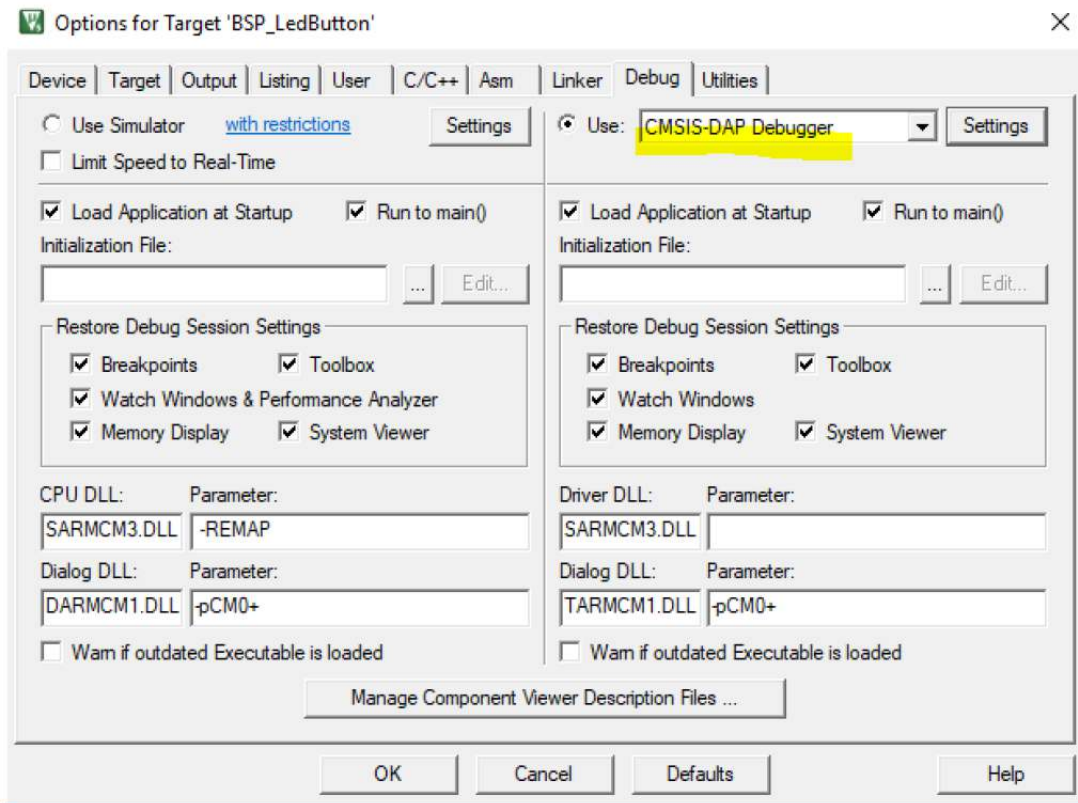 Options for Target 'BSP_LedButton'
Device Target Output Listing User C/C++ Asm Linker Debug Utilities
Use Simulator with restrictions Settings
Limit Speed to Real-Time
Use: CMSIS-DAP Debugger Settings
Load Application at Startup Run to main()
Initialization File:
... Edit...
Restore Debug Session Settings
Breakpoints Toolbox
Watch Windows & Performance Analyzer
Memory Display System Viewer
CPU DLL: Parameter:
SARMCM3.DLL -REMAP
Dialog DLL: Parameter:
DARMCM1.DLL -pCM0+
Warn if outdated Executable is loaded
Load Application at Startup Run to main()
Initialization File:
... Edit...
Restore Debug Session Settings
Breakpoints Toolbox
Watch Windows
Memory Display System Viewer
Driver DLL: Parameter:
SARMCM3.DLL
Dialog DLL: Parameter:
TARMCM1.DLL -pCM0+
Warn if outdated Executable is loaded
Manage Component Viewer Description Files ...
OK Cancel Defaults Help